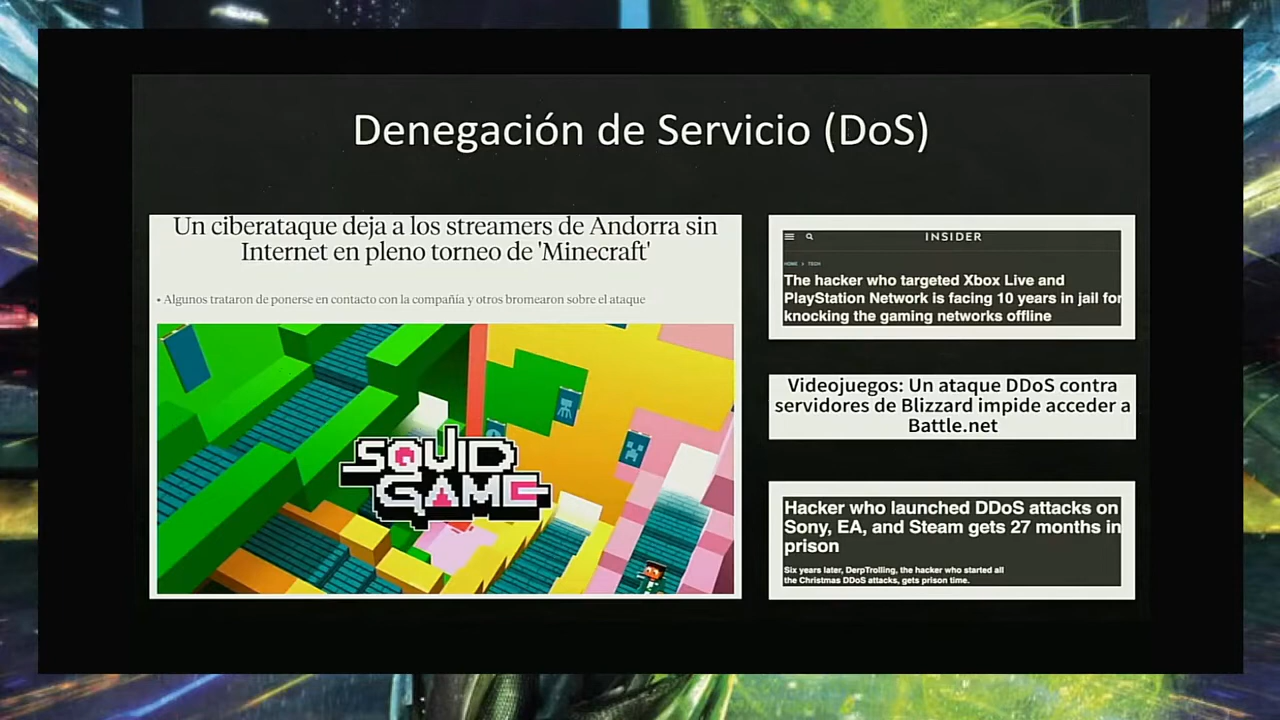 Denegación de Servicio (DoS)
Un ciberataque deja a los streamers de Andorra sin
Internet en pleno torneo de 'Minecraft'
• Algunos trataron de ponerse en contacto con la compañía y otros bromearon sobre el ataque
SQUID
GAME
INSIDER
HOME > TECH
The hacker who targeted Xbox Live and
PlayStation Network is facing 10 years in jail for
knocking the gaming networks offline
Videojuegos: Un ataque DDoS contra
servidores de Blizzard impide acceder a
Battle.net
Hacker who launched DDoS attacks on
Sony, EA, and Steam gets 27 months in
prison
Six years later, DerpTrolling, the hacker who started all
the Christmas DDoS attacks, gets prison time.